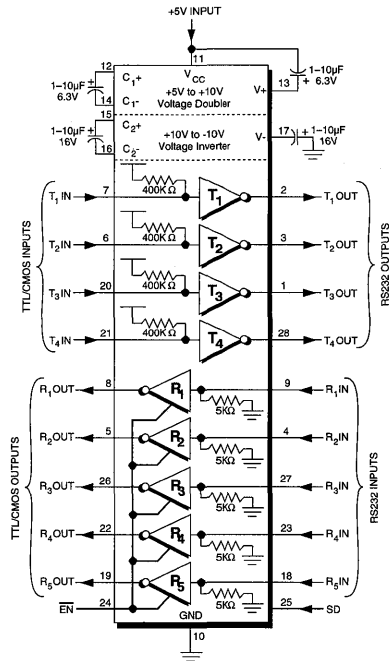 +5V INPUT
11
12
C1+
VCC
1–10µF
6.3V
+5V to +10V
Voltage Doubler
V+
13
1–10µF
6.3V
14
C1-
15
C2+
1–10µF
16V
+10V to -10V
Voltage Inverter
V-
17
1–10µF
16V
16
C2-
TTL/CMOS INPUTS
T1 IN
7
400KΩ
T1
2
T1 OUT
T2 IN
6
400KΩ
T2
3
T2 OUT
T3 IN
20
400KΩ
T3
1
T3 OUT
T4 IN
21
400KΩ
T4
28
T4 OUT
RS232 OUTPUTS
TTL/CMOS OUTPUTS
R1 OUT
8
R1
9
R1 IN
5KΩ
R2 OUT
5
R2
4
R2 IN
5KΩ
R3 OUT
26
R3
27
R3 IN
5KΩ
R4 OUT
22
R4
23
R4 IN
5KΩ
R5 OUT
19
R5
18
R5 IN
5KΩ
RS232 INPUTS
EN
24
GND
25
SD
10